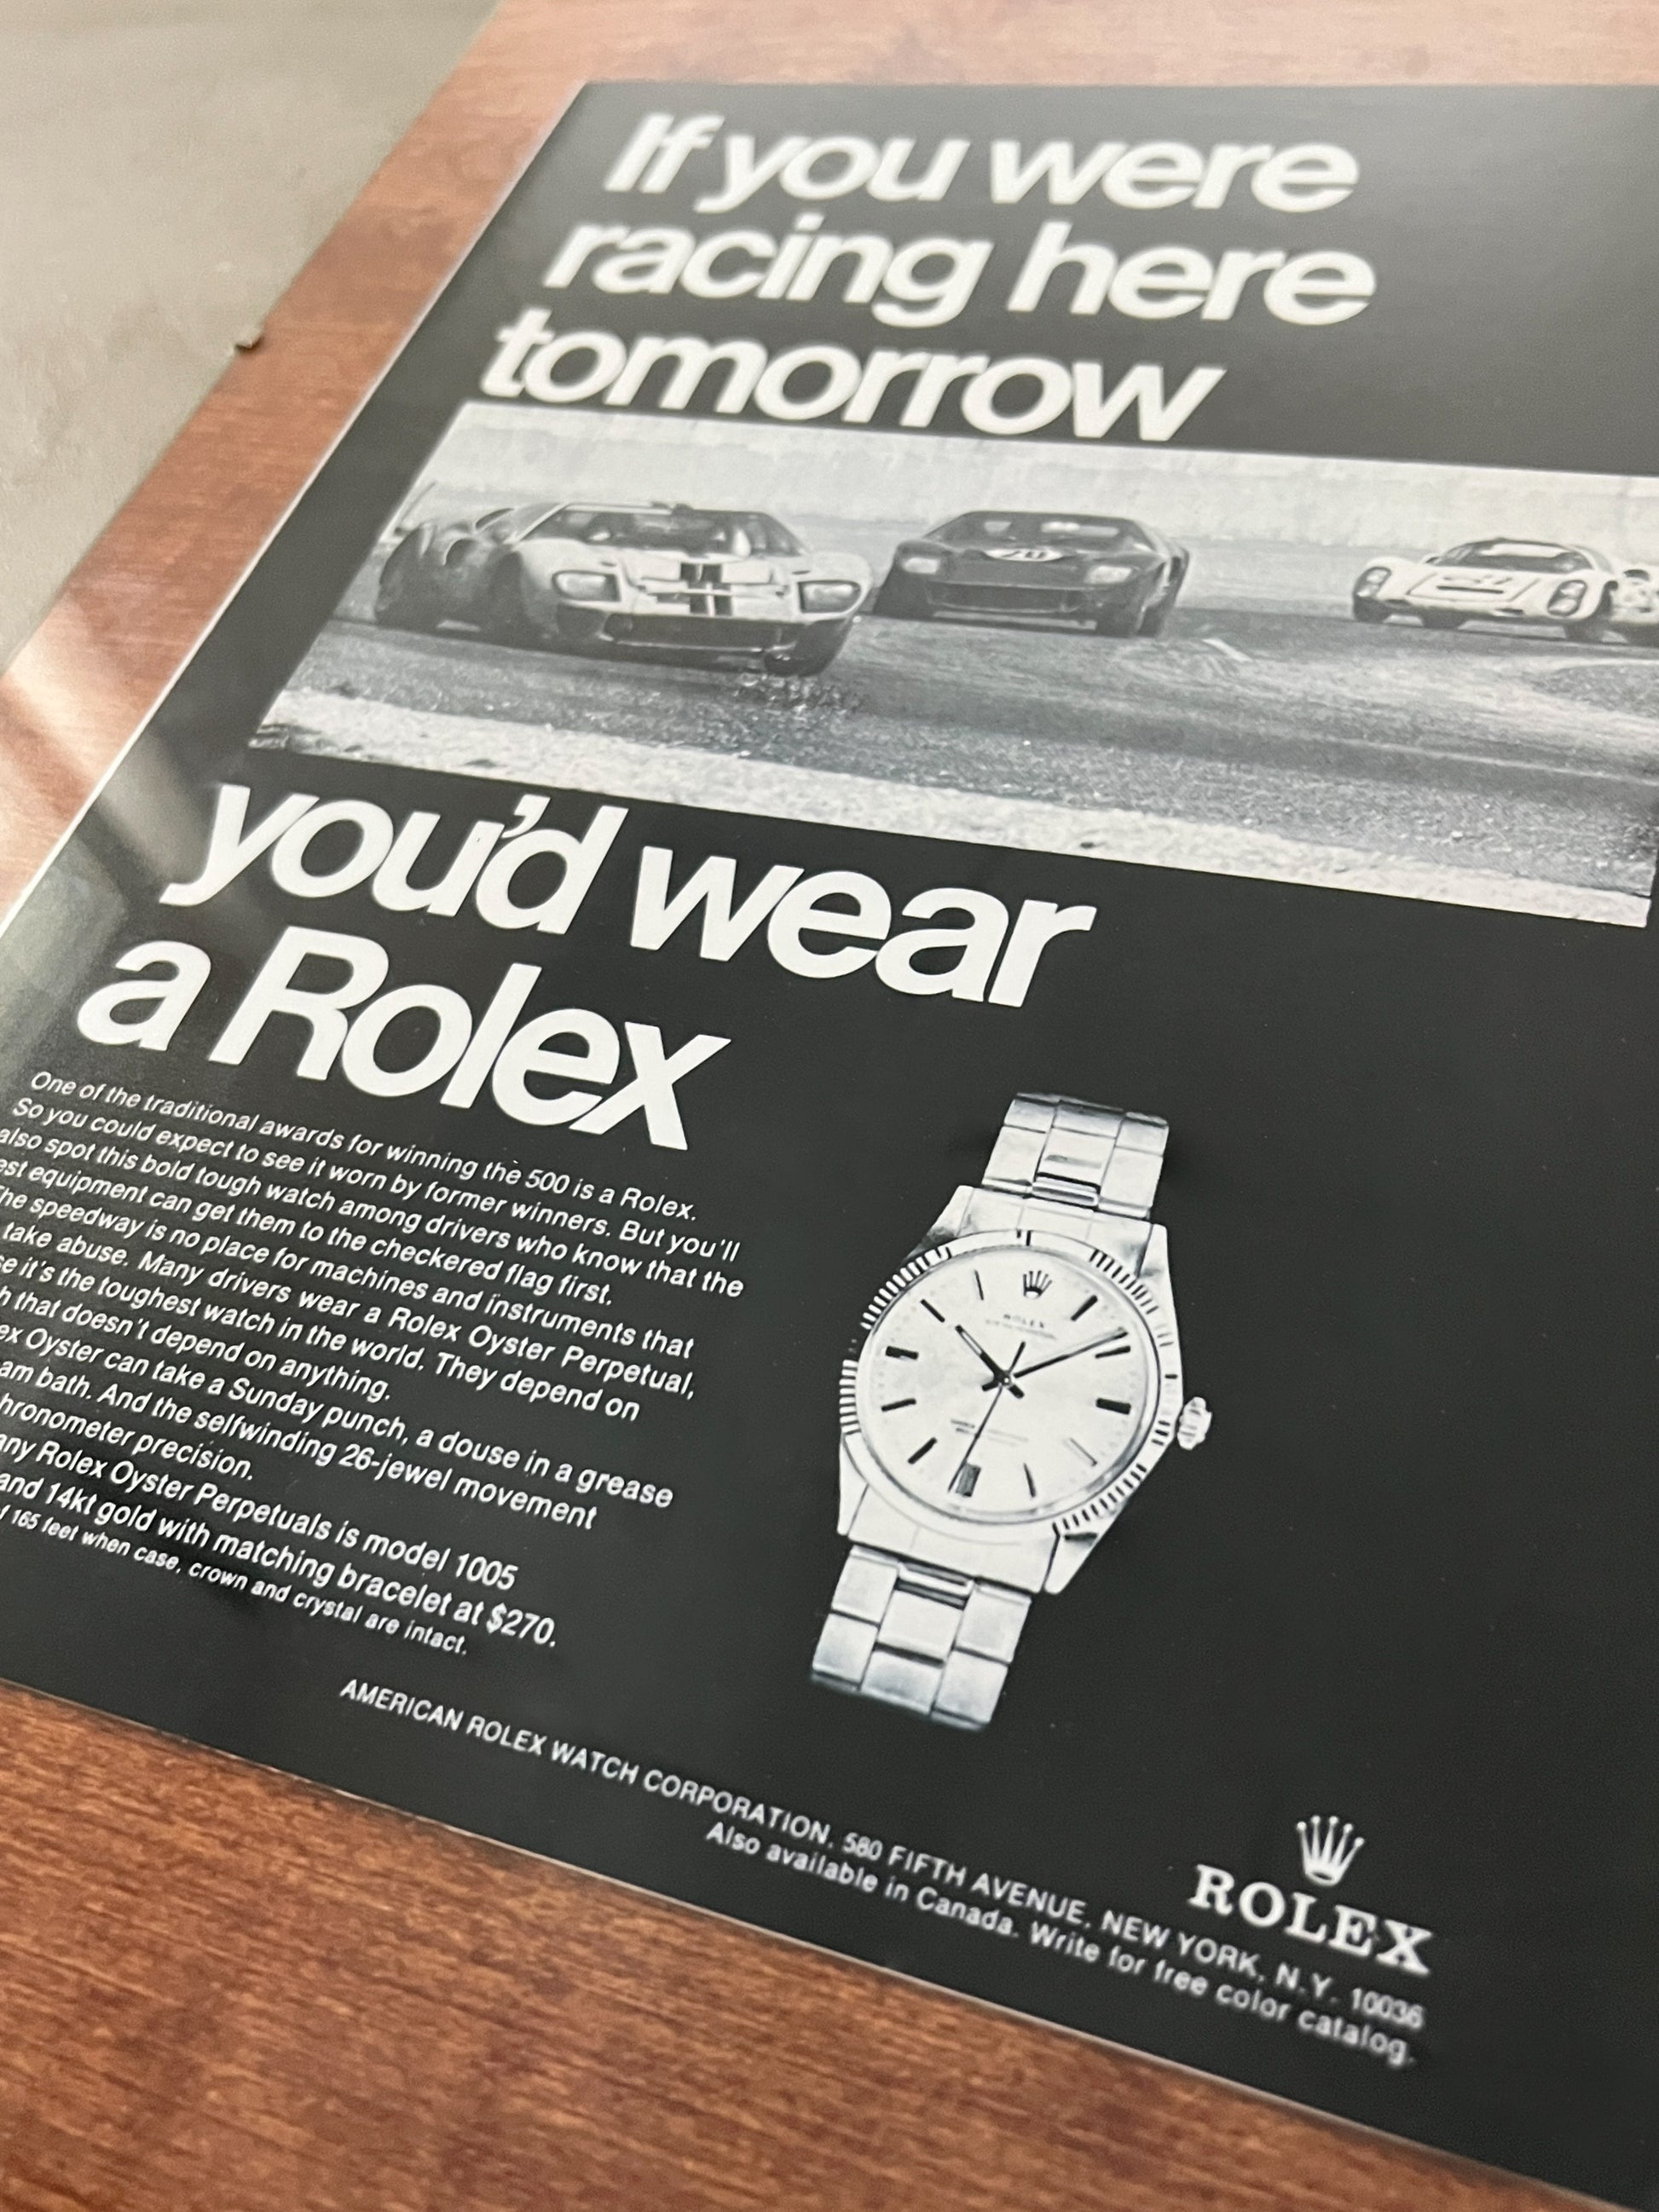 If you were
racing here
tomorrow
you'd wear
a Rolex
One of the traditional awards for winning the 500 is a Rolex.
So you could expect to see it worn by former winners. But you'll
also spot this bold tough watch among drivers who know that the
equipment can get them to the checkered flag first.
speedway is no place for machines and instruments that
take abuse. Many drivers wear a Rolex Oyster Perpetual,
it's the toughest watch in the world. They depend on
that doesn't depend on anything.
Oyster can take a Sunday punch, a douse in a grease
bath. And the selfwinding 26-jewel movement
precision.
Rolex Oyster Perpetuals is model 1005
and 14kt gold with matching bracelet at $270.
165 feet when case, crown and crystal are intact.
ROLEX
ROLEX
AMERICAN ROLEX WATCH CORPORATION, 580 FIFTH AVENUE, NEW YORK, N.Y. 10036
Also available in Canada. Write for free color catalog.